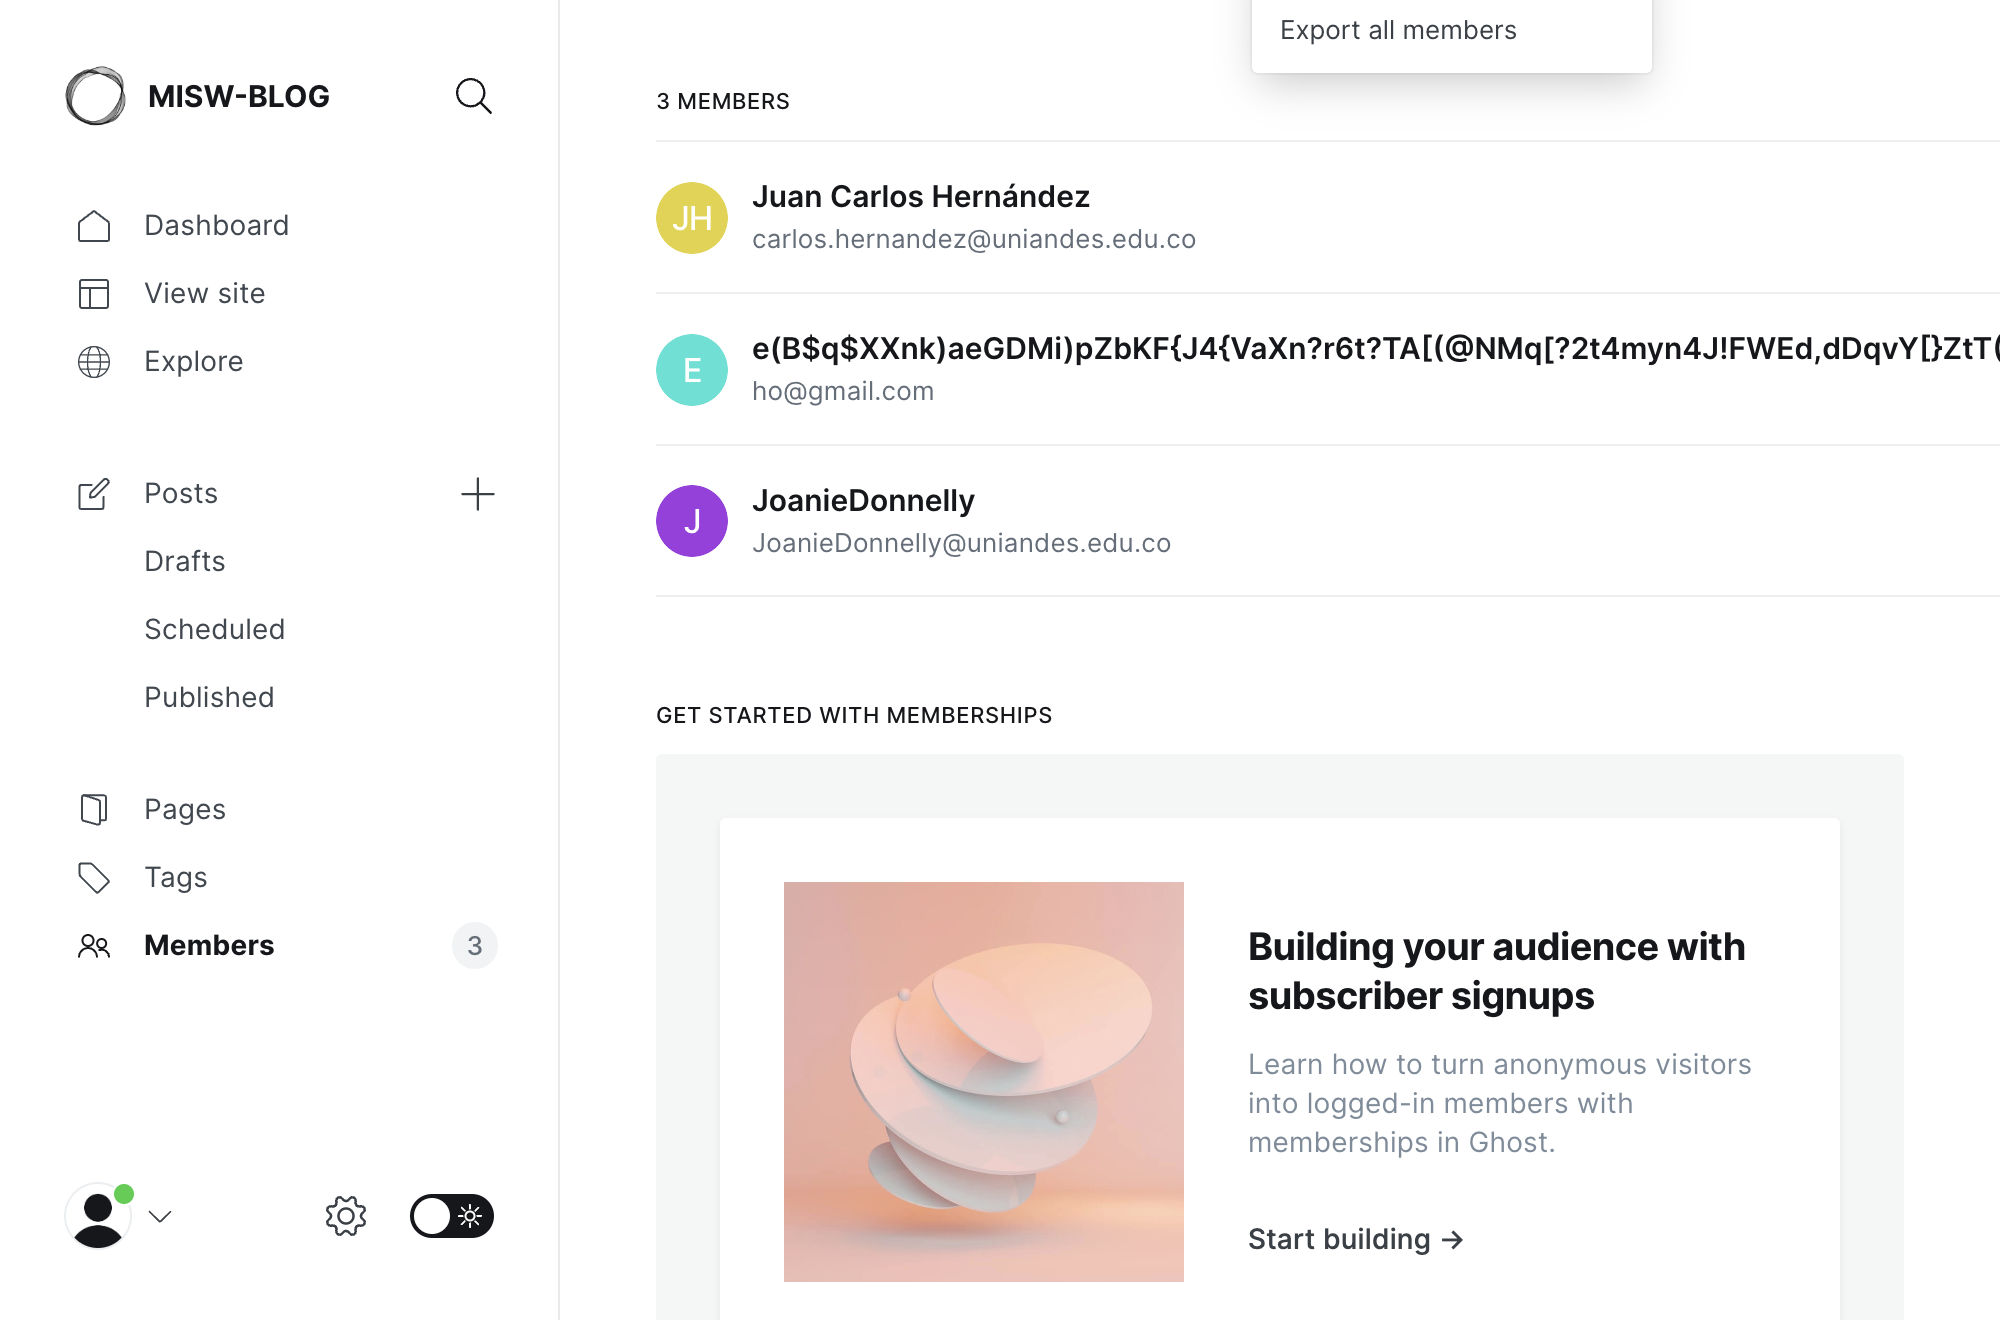 MISW-BLOG
Dashboard
View site
Explore
Posts
Drafts
Scheduled
Published
Pages
Tags
Members
3
Export all members
3 MEMBERS
JH
Juan Carlos Hernández
carlos.hernandez@uniandes.edu.co
E
e(B$q$XXnk)aeGDMi)pZbKF{J4{VaXn?r6t?TA[(@NMq[?2t4myn4J!FWEd,dDqvY[}ZtT(
ho@gmail.com
J
JoanieDonnelly
JoanieDonnelly@uniandes.edu.co
GET STARTED WITH MEMBERSHIPS
Building your audience with
subscriber signups
Learn how to turn anonymous visitors
into logged-in members with
memberships in Ghost.
Start building →